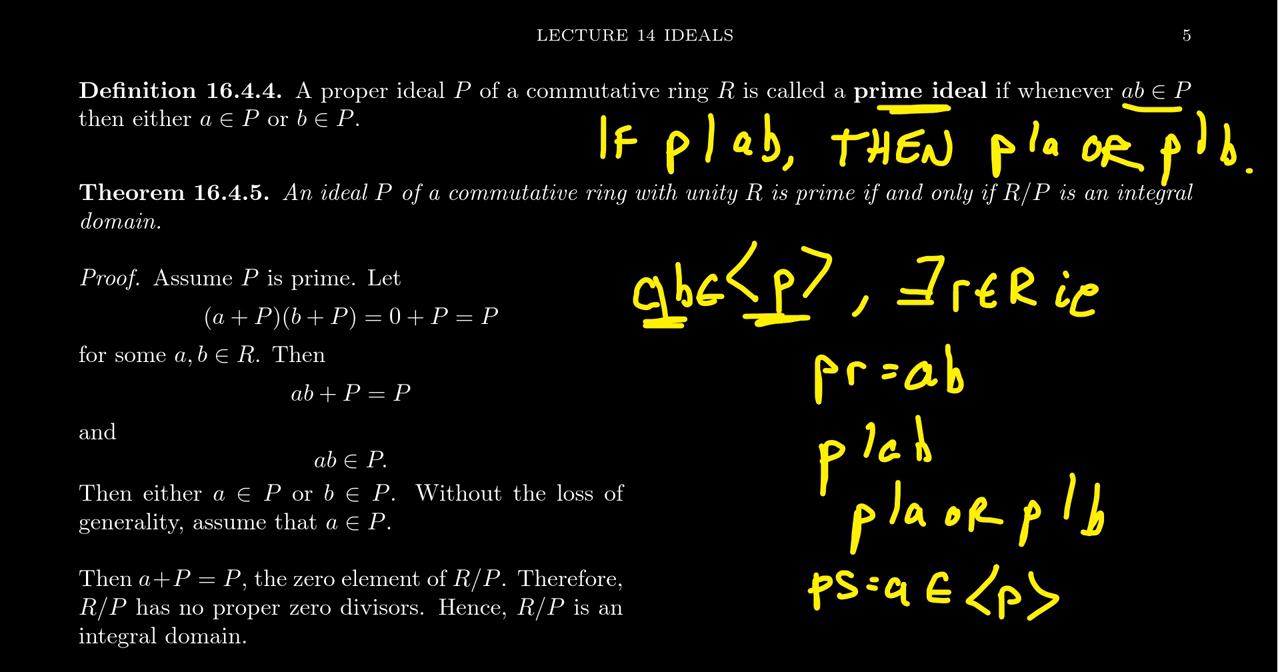 LECTURE 14 IDEALS 5
Definition 16.4.4. A proper ideal P of a commutative ring R is called a prime ideal if whenever ab ∈ P
then either a ∈ P or b ∈ P.
IF p | ab, THEN p | a OR p | b.
Theorem 16.4.5. An ideal P of a commutative ring with unity R is prime if and only if R/P is an integral
domain.
Proof. Assume P is prime. Let
(a + P)(b + P) = 0 + P = P
for some a, b ∈ R. Then
ab + P = P
and
ab ∈ P.
Then either a ∈ P or b ∈ P. Without the loss of
generality, assume that a ∈ P.
Then a+P = P, the zero element of R/P. Therefore,
R/P has no proper zero divisors. Hence, R/P is an
integral domain.
ab ∈ <p>, ∃ r ∈ R ie
pr = ab
p | ab
p | a OR p | b
ps = a ∈ <p>